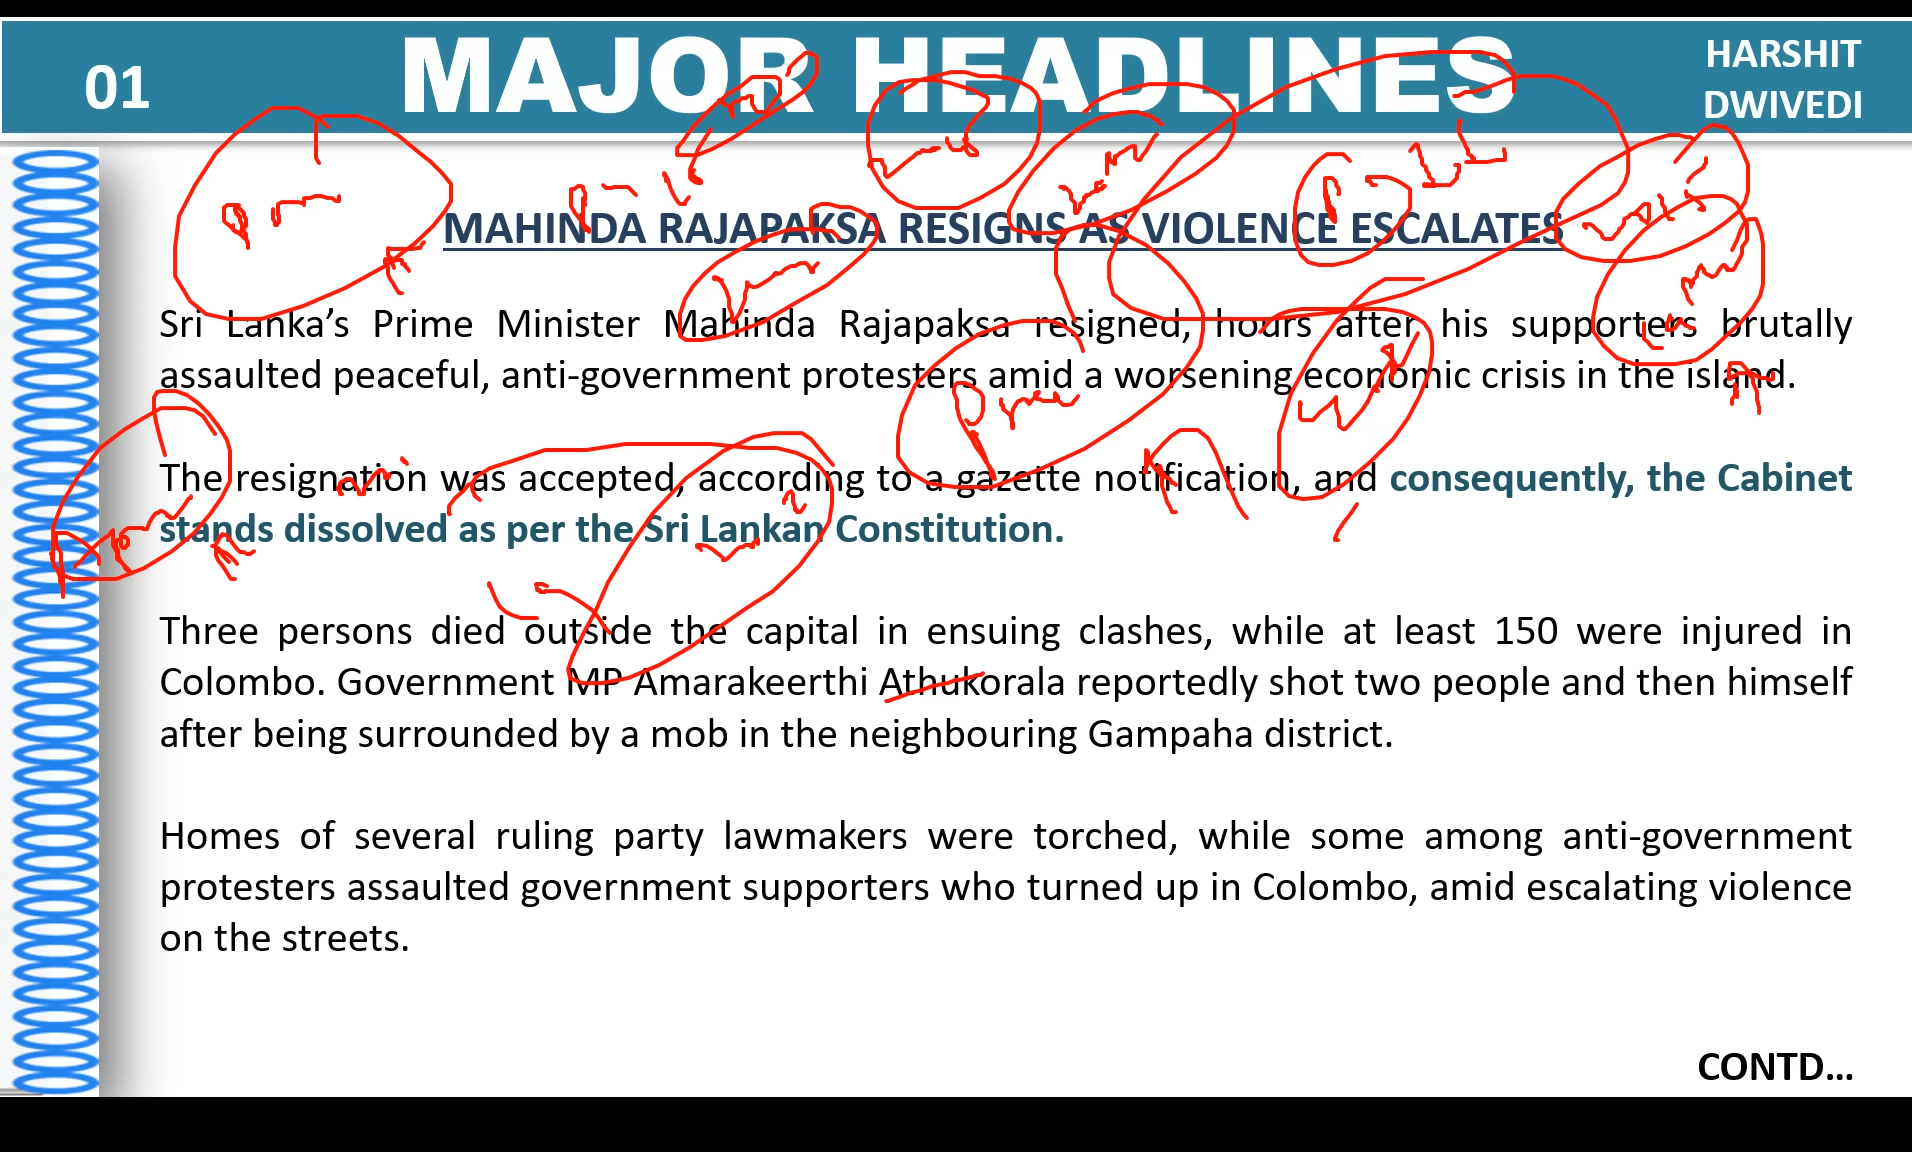 01
MAJOR HEADLINES
HARSHIT
DWIVEDI
MAHINDA RAJAPAKSA RESIGNS AS VIOLENCE ESCALATES
Sri Lanka’s Prime Minister Mahinda Rajapaksa resigned, hours after his supporters brutally
assaulted peaceful, anti-government protesters amid a worsening economic crisis in the island.
The resignation was accepted, according to a gazette notification, and consequently, the Cabinet
stands dissolved as per the Sri Lankan Constitution.
Three persons died outside the capital in ensuing clashes, while at least 150 were injured in
Colombo. Government MP Amarakeerthi Athukorala reportedly shot two people and then himself
after being surrounded by a mob in the neighbouring Gampaha district.
Homes of several ruling party lawmakers were torched, while some among anti-government
protesters assaulted government supporters who turned up in Colombo, amid escalating violence
on the streets.
CONTD...